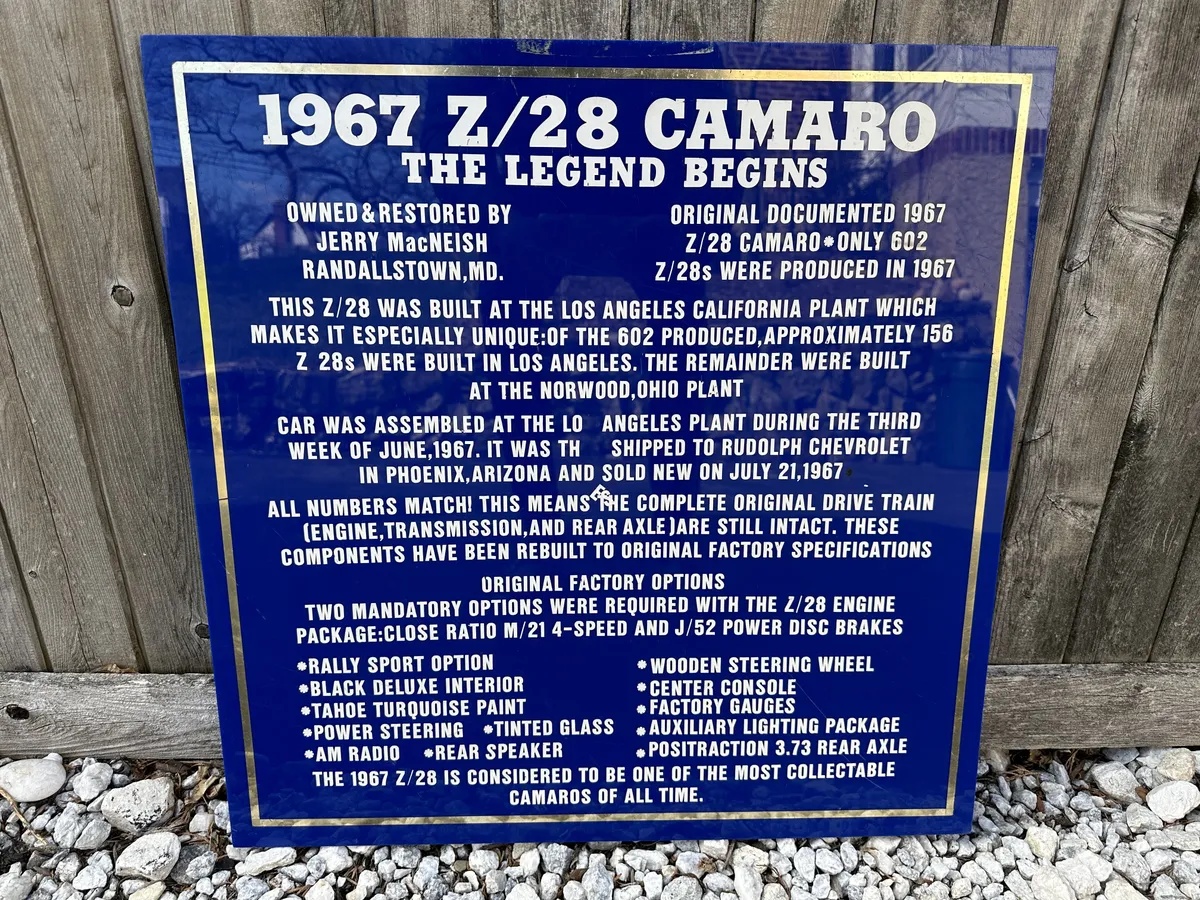 1967 Z/28 CAMARO
THE LEGEND BEGINS
OWNED & RESTORED BY
JERRY MacNEISH
RANDALLSTOWN,MD.
ORIGINAL DOCUMENTED 1967
Z/28 CAMARO*ONLY 602
Z/28s WERE PRODUCED IN 1967
THIS Z/28 WAS BUILT AT THE LOS ANGELES CALIFORNIA PLANT WHICH
MAKES IT ESPECIALLY UNIQUE:OF THE 602 PRODUCED,APPROXIMATELY 156
Z 28s WERE BUILT IN LOS ANGELES. THE REMAINDER WERE BUILT
AT THE NORWOOD,OHIO PLANT
CAR WAS ASSEMBLED AT THE LO ANGELES PLANT DURING THE THIRD
WEEK OF JUNE,1967. IT WAS TH SHIPPED TO RUDOLPH CHEVROLET
IN PHOENIX,ARIZONA AND SOLD NEW ON JULY 21,1967
ALL NUMBERS MATCH! THIS MEANS THE COMPLETE ORIGINAL DRIVE TRAIN
(ENGINE,TRANSMISSION,AND REAR AXLE)ARE STILL INTACT. THESE
COMPONENTS HAVE BEEN REBUILT TO ORIGINAL FACTORY SPECIFICATIONS
ORIGINAL FACTORY OPTIONS
TWO MANDATORY OPTIONS WERE REQUIRED WITH THE Z/28 ENGINE
PACKAGE:CLOSE RATIO M/21 4-SPEED AND J/52 POWER DISC BRAKES
*RALLY SPORT OPTION
*BLACK DELUXE INTERIOR
*TAHOE TURQUOISE PAINT
*POWER STEERING *TINTED GLASS
*AM RADIO *REAR SPEAKER
*WOODEN STEERING WHEEL
*CENTER CONSOLE
*FACTORY GAUGES
*AUXILIARY LIGHTING PACKAGE
*POSITRACTION 3.73 REAR AXLE
THE 1967 Z/28 IS CONSIDERED TO BE ONE OF THE MOST COLLECTABLE
CAMAROS OF ALL TIME.